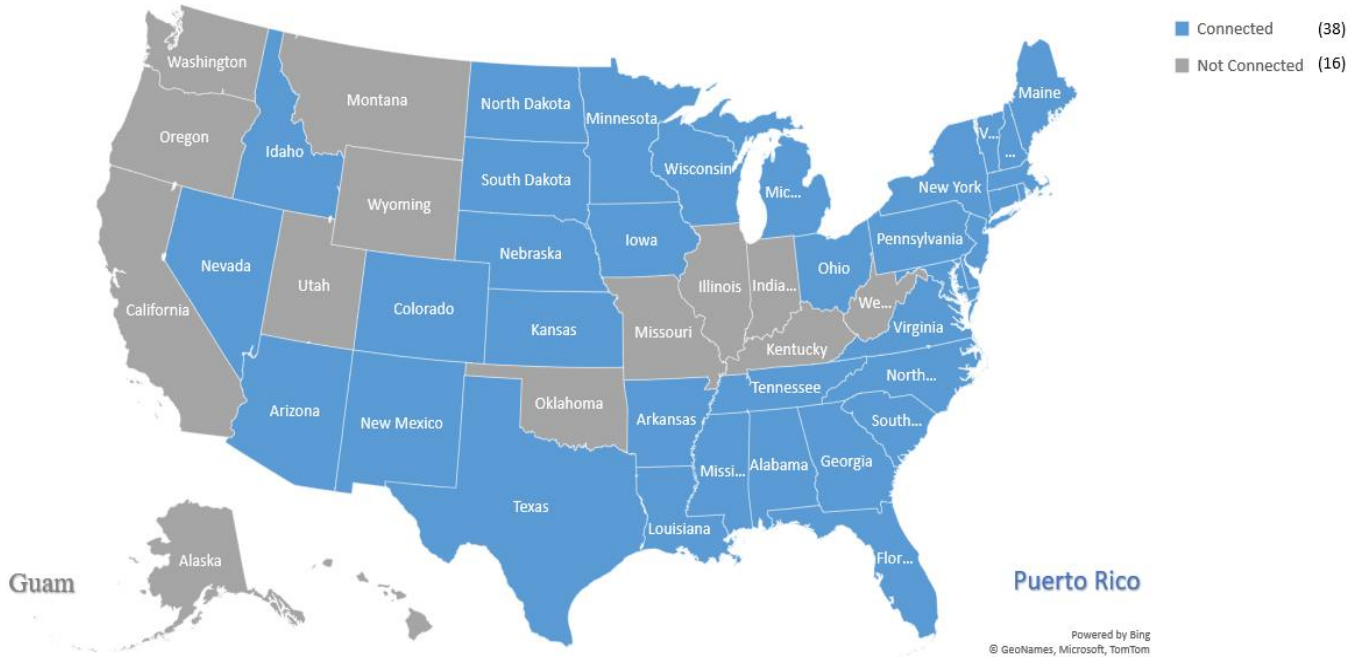 Connected (38)
Not Connected (16)
Washington
Montana
North Dakota
Minnesota
Maine
Oregon
Idaho
V...
...
Wisconsin
South Dakota
Mic...
New York
Wyoming
Iowa
Pennsylvania
Nebraska
Nevada
Ohio
Utah
Illinois
India...
California
Colorado
We...
Kansas
Missouri
Virginia
Kentucky
North...
Tennessee
Oklahoma
Arizona
New Mexico
Arkansas
South...
Georgia
Alabama
Missi...
Texas
Louisiana
Flor...
Alaska
Guam
Puerto Rico
Powered by Bing
© GeoNames, Microsoft, TomTom